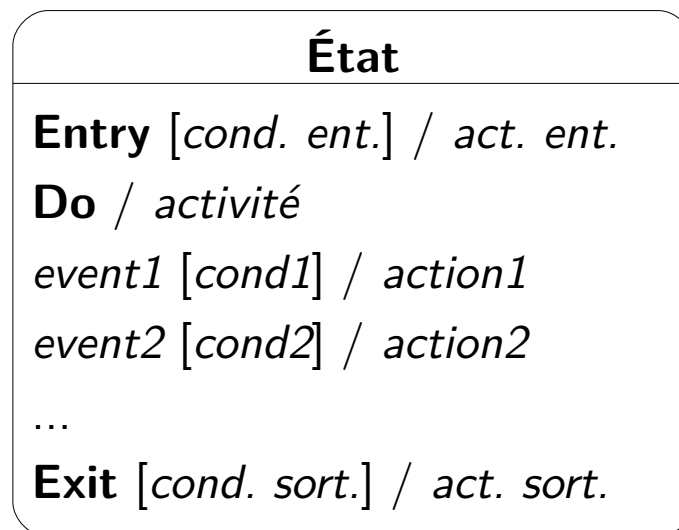 État
Entry [cond. ent.] / act. ent.
Do / activité
event1 [cond1] / action1
event2 [cond2] / action2
...
Exit [cond. sort.] / act. sort.